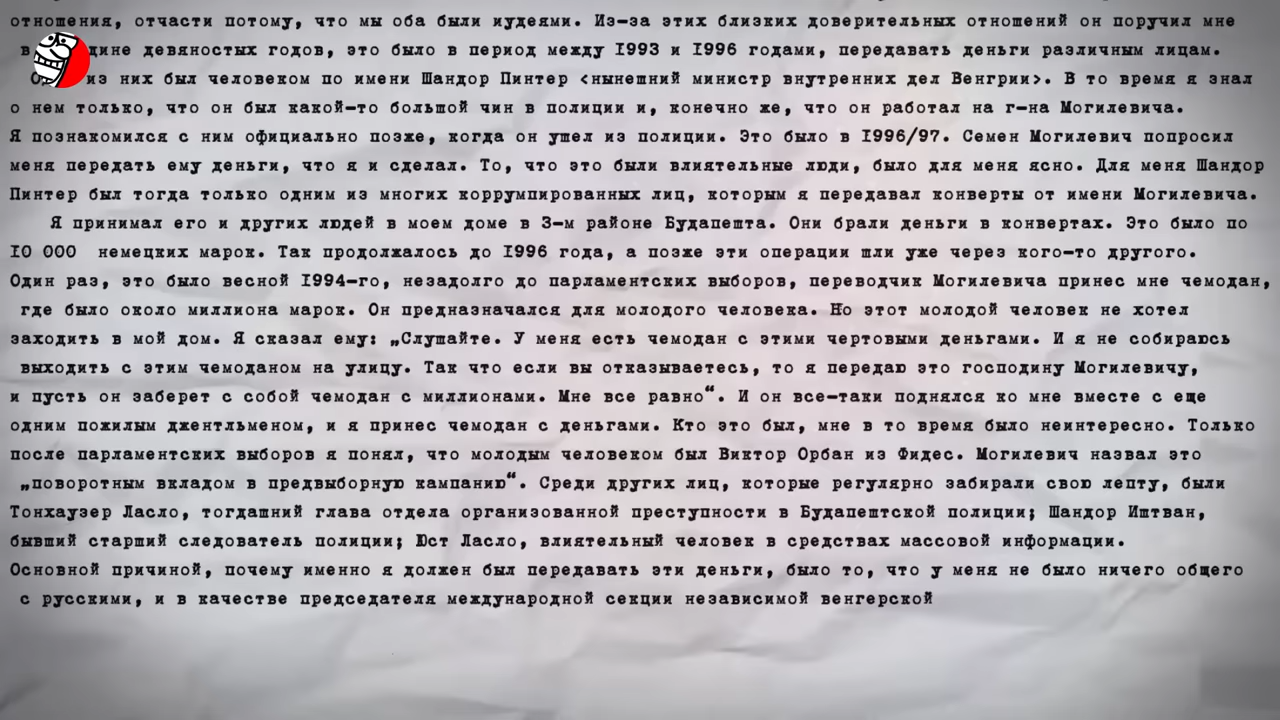 отношения, отчасти потому, что мы оба были иудеями. Из-за этих близких доверительных отношений он поручил мне
в дине девяностых годов, это было в период между 1993 и 1996 годами, передавать деньги различным лицам.
из них был человеком по имени Шандор Пинтер <нынешний министр внутренних дел Венгрии>. В то время я знал
о нем только, что он был какой-то большой чин в полиции и, конечно же, что он работал на г-на Могилевича.
Я познакомился с ним официально позже, когда он ушел из полиции. Это было в 1996/97. Семен Могилевич попросил
меня передать ему деньги, что я и сделал. То, что это были влиятельные люди, было для меня ясно. Для меня Шандор
Пинтер был тогда только одним из многих коррумпированных лиц, которым я передавал конверты от имени Могилевича.
Я принимал его и других людей в моем доме в 3-м районе Будапешта. Они брали деньги в конвертах. Это было по
10 000 немецких марок. Так продолжалось до 1996 года, а позже эти операции шли уже через кого-то другого.
Один раз, это было весной 1994-го, незадолго до парламентских выборов, переводчик Могилевича принес мне чемодан,
где было около миллиона марок. Он предназначался для молодого человека. Но этот молодой человек не хотел
заходить в мой дом. Я сказал ему: „Слушайте. У меня есть чемодан с этими чертовыми деньгами. И я не собираюсь
выходить с этим чемоданом на улицу. Так что если вы отказываетесь, то я передаю это господину Могилевичу,
и пусть он заберет с собой чемодан с миллионами. Мне все равно“. И он все-таки поднялся ко мне вместе с еще
одним пожилым джентльменом, и я принес чемодан с деньгами. Кто это был, мне в то время было неинтересно. Только
после парламентских выборов я понял, что молодым человеком был Виктор Орбан из Фидес. Могилевич назвал это
„поворотным вкладом в предвыборную кампанию“. Среди других лиц, которые регулярно забирали свою лепту, были
Тонхаузер Ласло, тогдашний глава отдела организованной преступности в Будапештской полиции; Шандор Иштван,
бывший старший следователь полиции; Юст Ласло, влиятельный человек в средствах массовой информации.
Основной причиной, почему именно я должен был передавать эти деньги, было то, что у меня не было ничего общего
с русскими, и в качестве председателя международной секции независимой венгерской